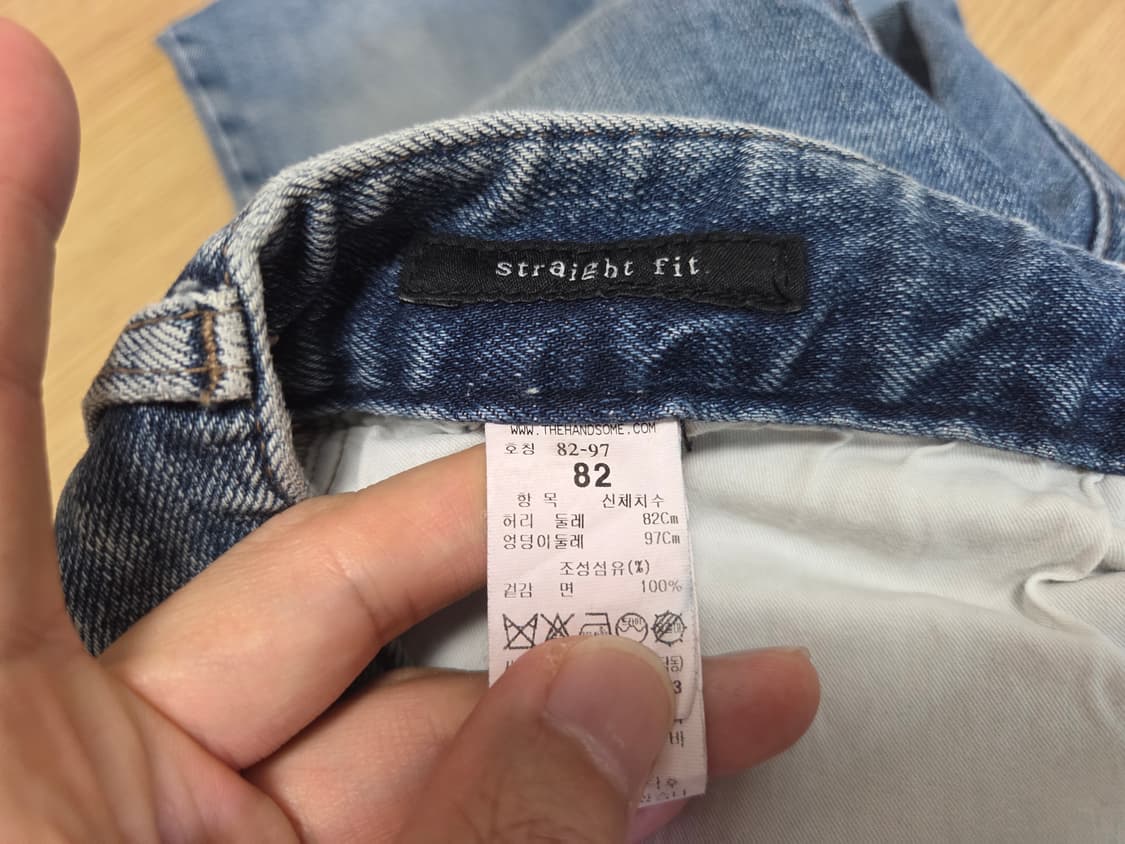 straight fit
WWW.THEHANDSOME.COM
호칭 82-97
82
항 목 신체치수
허리 둘레 82Cm
엉덩이둘레 97Cm
조성섬유(%)
겉감 면 100%
3